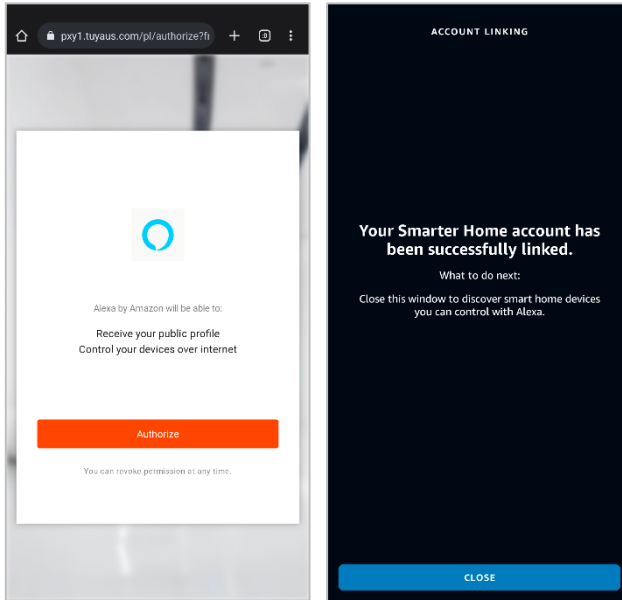 pxy1.tuyaus.com/pl/authorize?f
Alexa by Amazon will be able to:
Receive your public profile
Control your devices over internet
Authorize
You can revoke permission at any time.
ACCOUNT LINKING
Your Smarter Home account has
been successfully linked.
What to do next:
Close this window to discover smart home devices
you can control with Alexa.
CLOSE